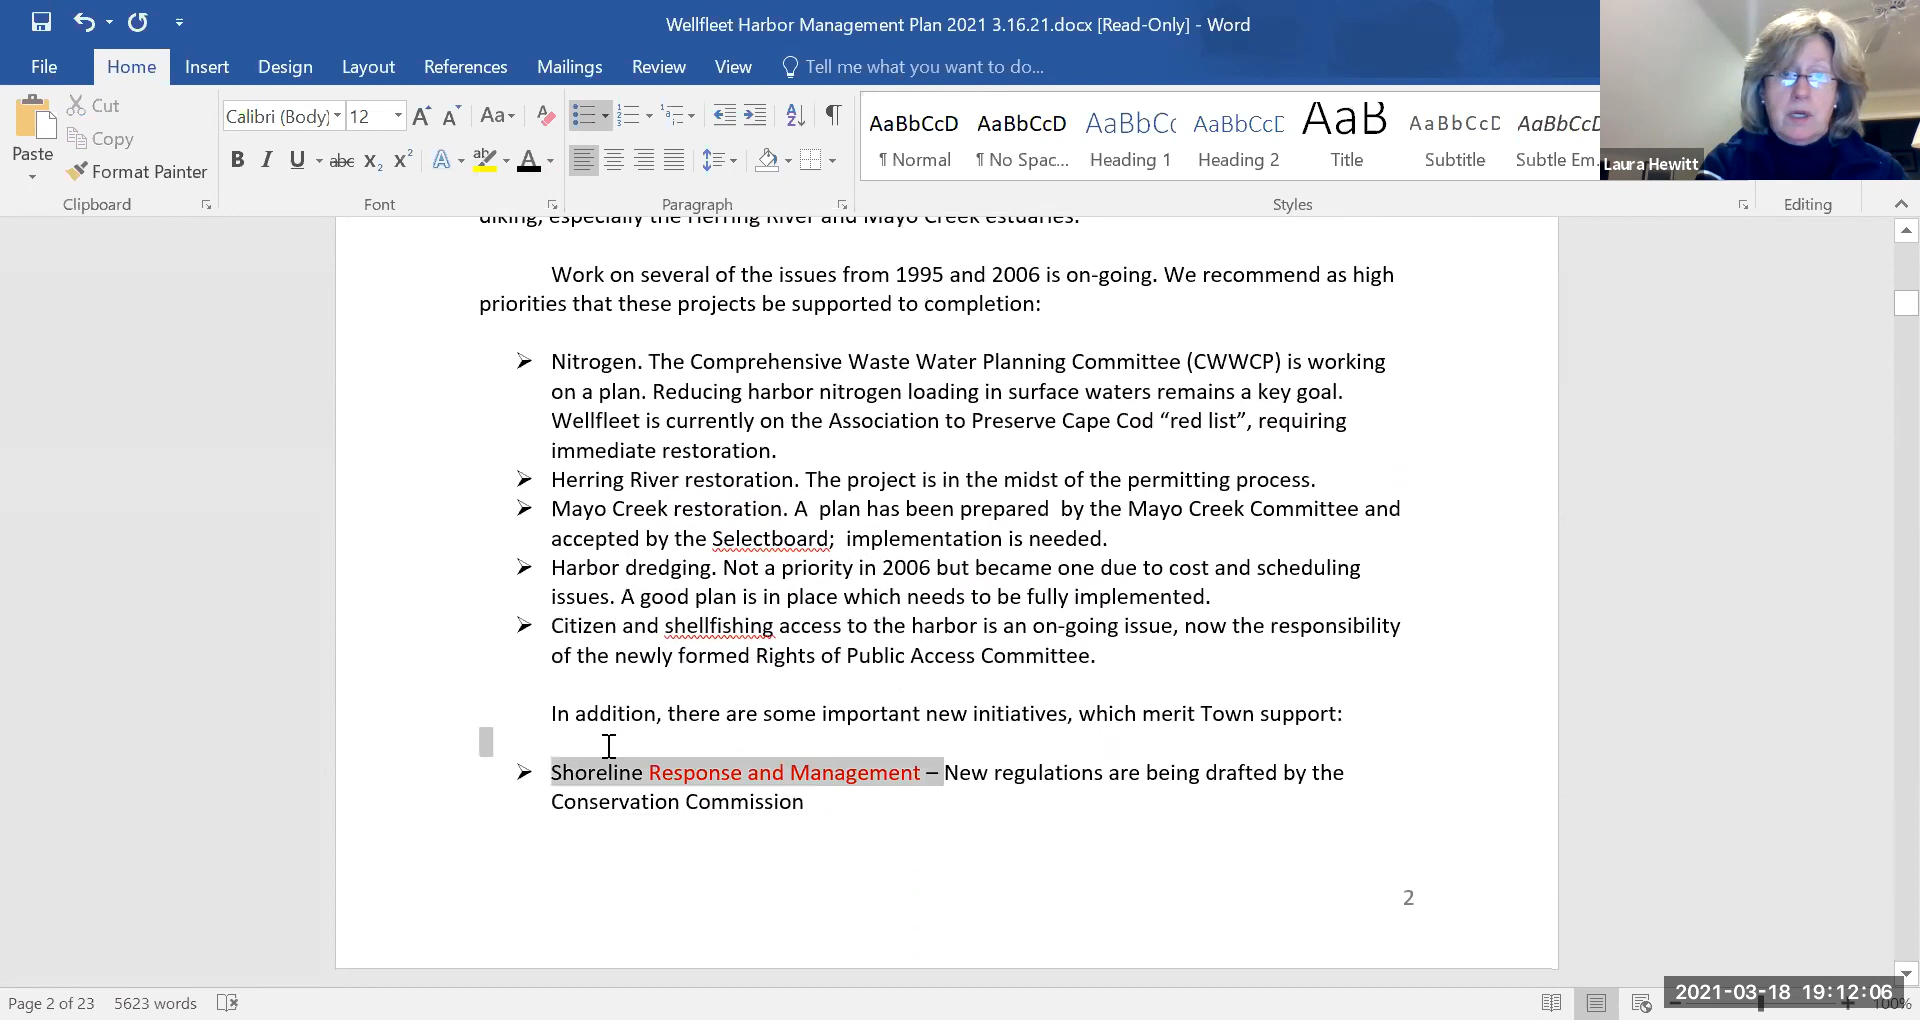 Wellfleet Harbor Management Plan 2021 3.16.21.docx [Read-Only] - Word
File Home Insert Design Layout References Mailings Review View Tell me what you want to do...
Cut
Copy
Paste
Format Painter
Clipboard
Calibri (Body) 12
Font
Paragraph
AaBbCcD AaBbCcD AaBbCc AaBbCcD AaB AaBbCcD AaBbCcD
¶ Normal ¶ No Spac... Heading 1 Heading 2 Title Subtitle Subtle Em...
Styles
Editing
Laura Hewitt
diking, especially the Herring River and Mayo Creek estuaries.
Work on several of the issues from 1995 and 2006 is on-going. We recommend as high
priorities that these projects be supported to completion:
➢ Nitrogen. The Comprehensive Waste Water Planning Committee (CWWCP) is working
on a plan. Reducing harbor nitrogen loading in surface waters remains a key goal.
Wellfleet is currently on the Association to Preserve Cape Cod “red list”, requiring
immediate restoration.
➢ Herring River restoration. The project is in the midst of the permitting process.
➢ Mayo Creek restoration. A  plan has been prepared  by the Mayo Creek Committee and
accepted by the Selectboard;  implementation is needed.
➢ Harbor dredging. Not a priority in 2006 but became one due to cost and scheduling
issues. A good plan is in place which needs to be fully implemented.
➢ Citizen and shellfishing access to the harbor is an on-going issue, now the responsibility
of the newly formed Rights of Public Access Committee.
In addition, there are some important new initiatives, which merit Town support:
➢ Shoreline Response and Management – New regulations are being drafted by the
Conservation Commission
2
Page 2 of 23 5623 words
2021-03-18 19:12:06
100%